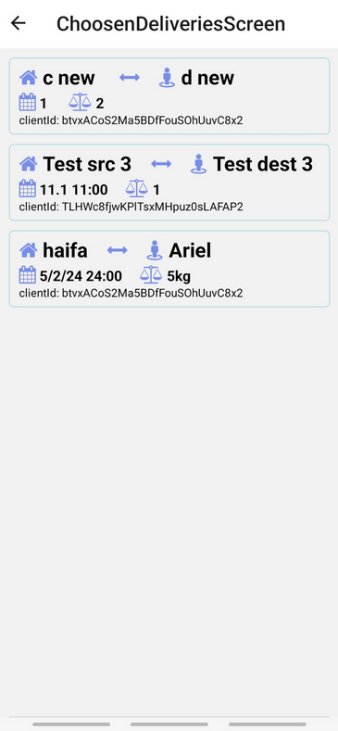 ChoosenDeliveriesScreen
c new d new
1 2
clientId: btvxACoS2Ma5BDfFouSOhUuvC8x2
Test src 3 Test dest 3
11.1 11:00 1
clientId: TLHWc8fjwKPlTsxMHpuz0sLAFAP2
haifa Ariel
5/2/24 24:00 5kg
clientId: btvxACoS2Ma5BDfFouSOhUuvC8x2